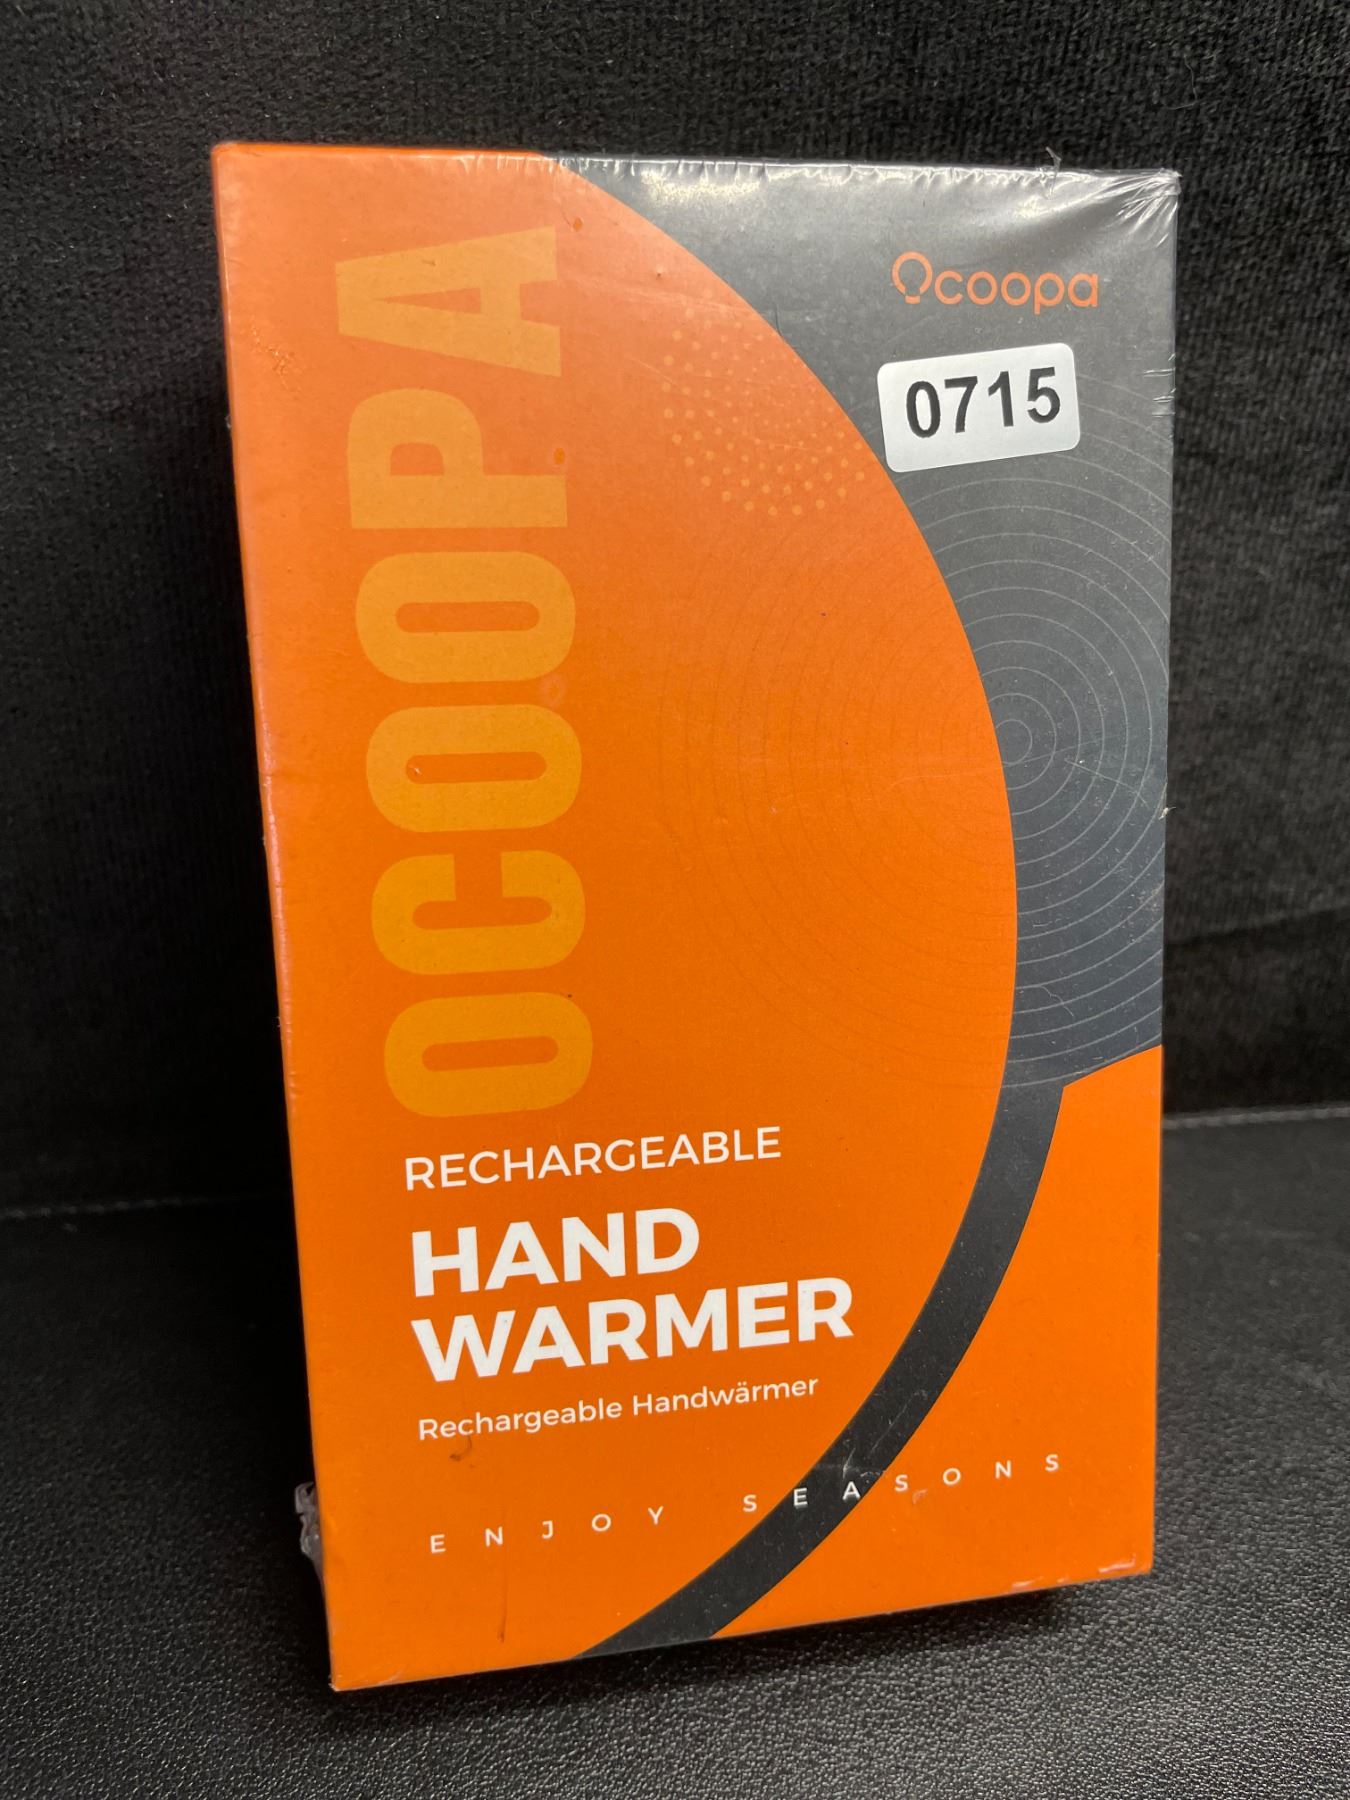 Ocoopa
0715
OCOOPA
RECHARGEABLE
HAND
WARMER
Rechargeable Handwärmer
ENJOY SEASONS